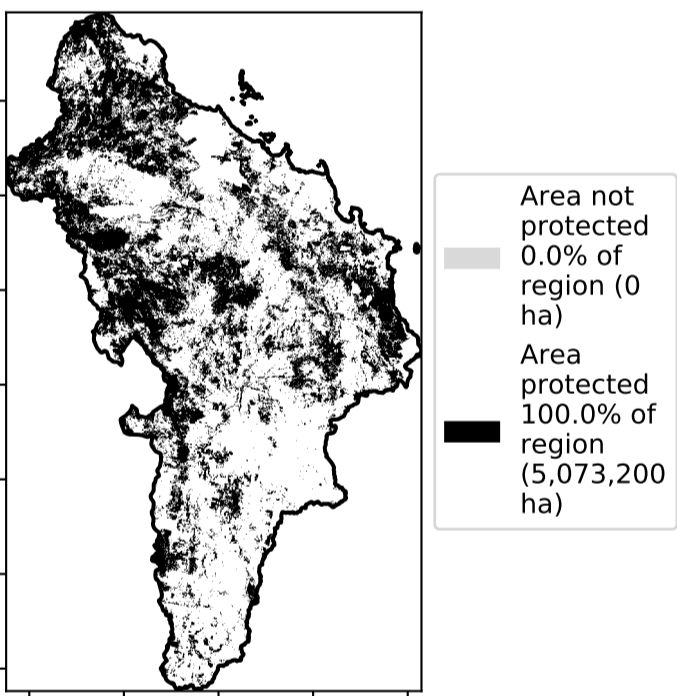 Area not
protected
0.0% of
region (0
ha)
Area
protected
100.0% of
region
(5,073,200
ha)